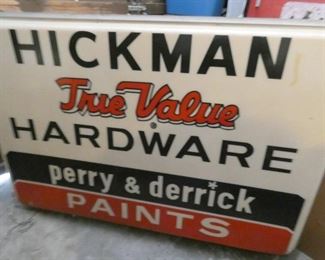 HICKMAN
True Value
®
HARDWARE
perry & derrick
PAINTS